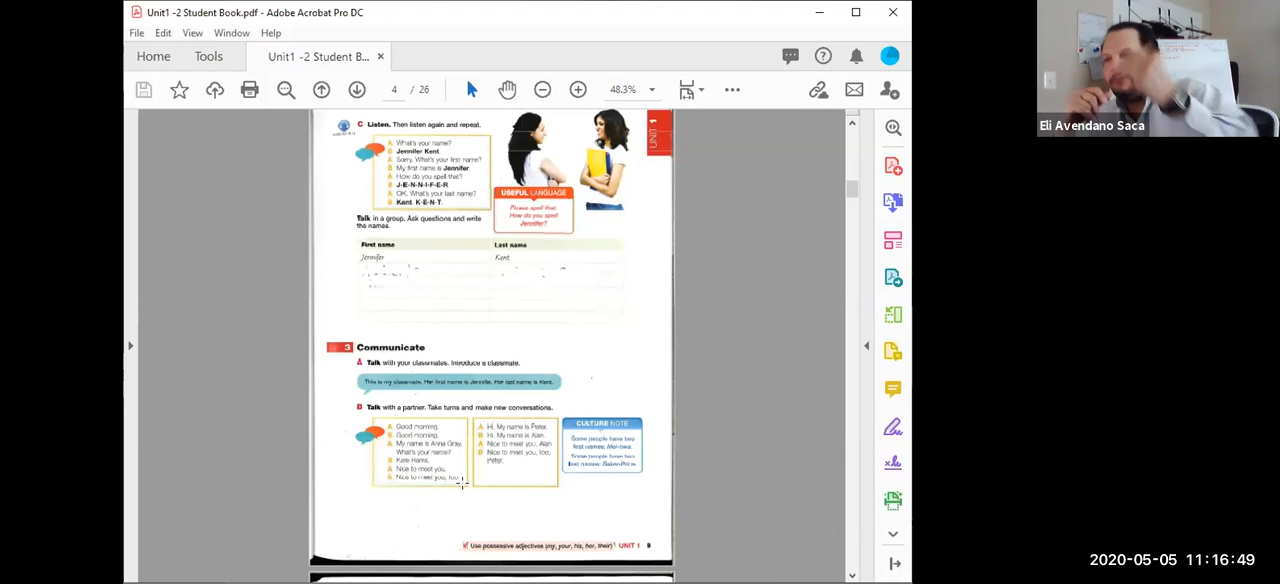 Unit1 -2 Student Book.pdf - Adobe Acrobat Pro DC
File Edit View Window Help
Home Tools Unit1 -2 Student B... ×
4 / 26 48.3%
UNIT 1
C Listen. Then listen again and repeat.
A What's your name?
B Jennifer Kent.
A Sorry. What's your first name?
B My first name is Jennifer.
A How do you spell that?
B J-E-N-N-I-F-E-R.
A OK. What's your last name?
B Kent. K-E-N-T.
USEFUL LANGUAGE
Please spell that.
How do you spell
Jennifer?
Talk in a group. Ask questions and write
the names.
First name Last name
Jennifer Kent
3 Communicate
A Talk with your classmates. Introduce a classmate.
This is my classmate. Her first name is Jennifer. Her last name is Kent.
B Talk with a partner. Take turns and make new conversations.
A Good morning.
B Good morning.
A My name is Anna Gray.
What's your name?
B Kate Harris.
A Nice to meet you.
B Nice to meet you, too.
A Hi. My name is Peter.
B Hi. My name is Alan.
A Nice to meet you, Alan.
B Nice to meet you, too,
Peter.
CULTURE NOTE
Some people have two
first names: Mei-hwa.
Some people have two
last names: Baker-Price.
Use possessive adjectives (my, your, his, her, their) UNIT 1 9
Eli Avendano Saca
2020-05-05 11:16:49